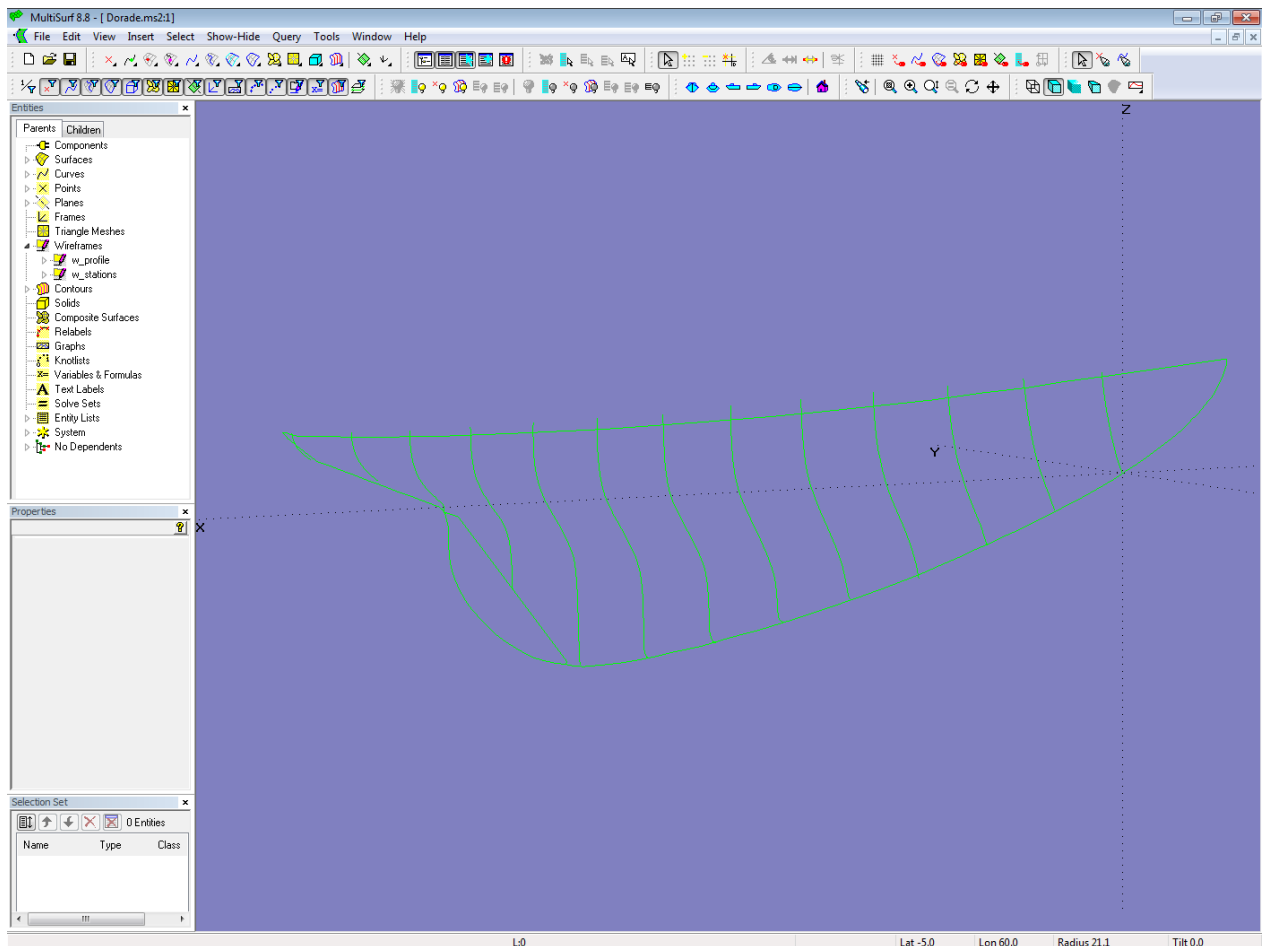 MultiSurf 8.8 - [ Dorade.ms2:1]
File Edit View Insert Select Show-Hide Query Tools Window Help
Entities
Parents Children
Components
Surfaces
Curves
Points
Planes
Frames
Triangle Meshes
Wireframes
w_profile
w_stations
Contours
Solids
Composite Surfaces
Relabels
Graphs
Knotlists
Variables & Formulas
Text Labels
Solve Sets
Entity Lists
System
No Dependents
Properties
Selection Set
0 Entities
Name Type Class
Z
Y
X
L:0 Lat -5.0 Lon 60.0 Radius 21.1 Tilt 0.0